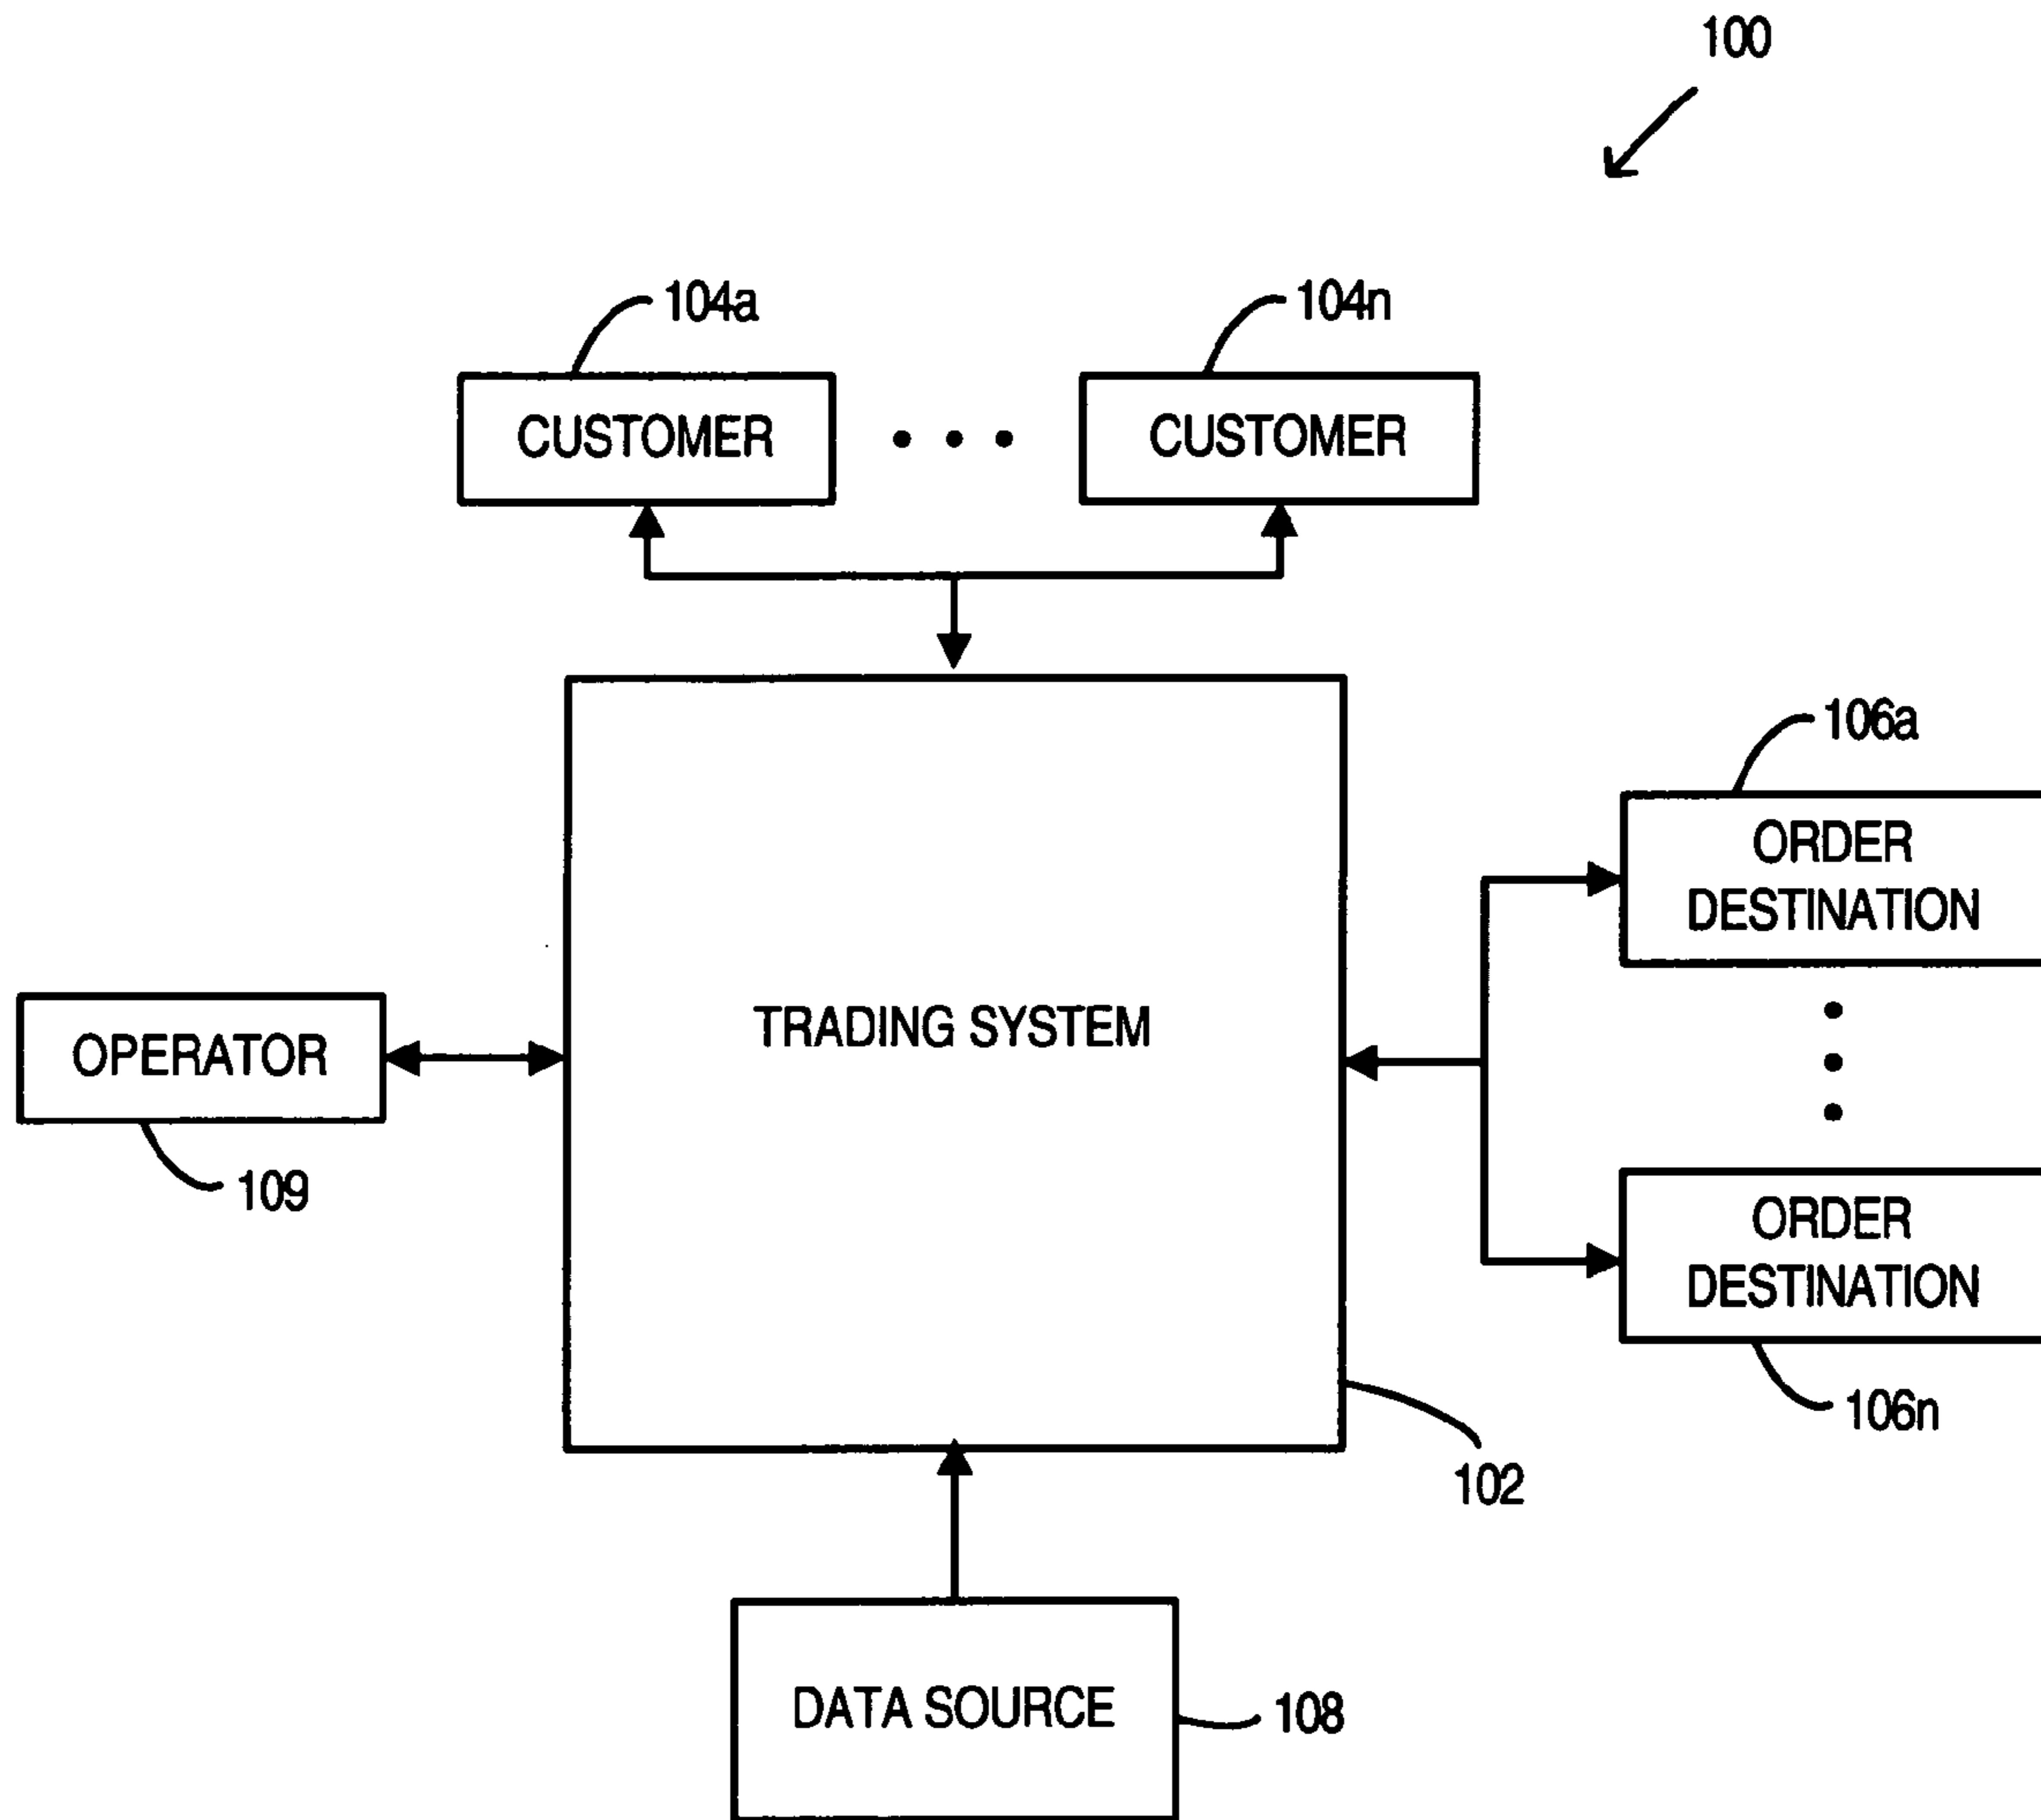 100
104a
104n
CUSTOMER
CUSTOMER
106a
ORDER
DESTINATION
TRADING SYSTEM
OPERATOR
109
ORDER
DESTINATION
106n
102
DATA SOURCE
108